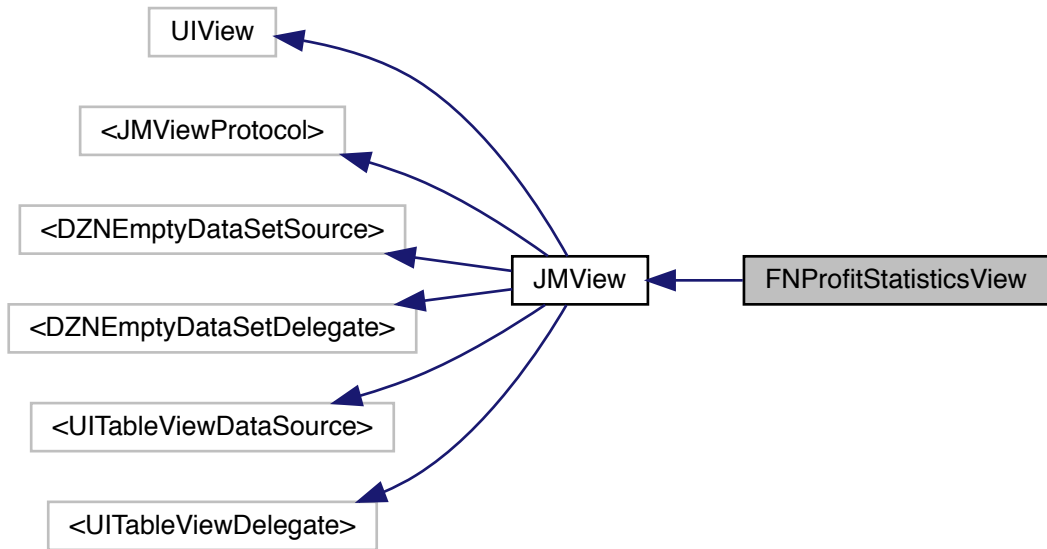 UIView
<JMViewProtocol>
<DZNEmptyDataSetSource>
JMView
FNProfitStatisticsView
<DZNEmptyDataSetDelegate>
<UITableViewDataSource>
<UITableViewDelegate>